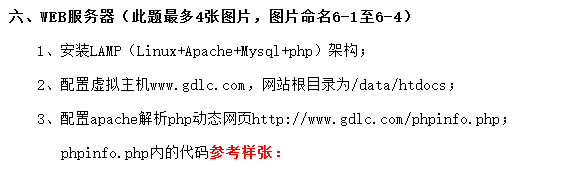 六、WEB服务器（此题最多4张图片，图片命名6-1至6-4）
1、安装LAMP（Linux+Apache+Mysql+php）架构；
2、配置虚拟主机www.gdlc.com，网站根目录为/data/htdocs；
3、配置apache解析php动态网页http://www.gdlc.com/phpinfo.php；
phpinfo.php内的代码参考样张：